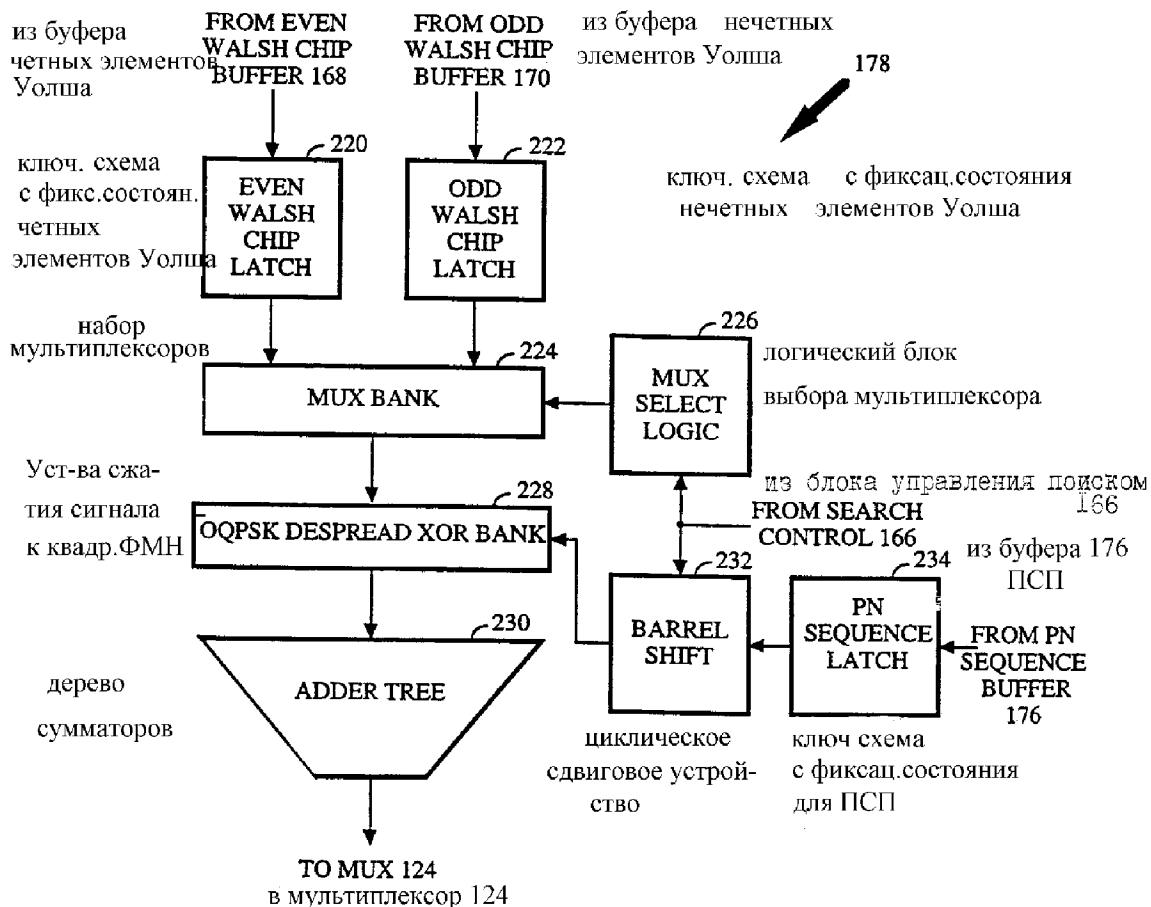 из буфера
четных элементов
Уолша
FROM EVEN
WALSH CHIP
BUFFER 168
FROM ODD
WALSH CHIP
BUFFER 170
из буфера нечетных
элементов Уолша
178
220
222
ключ. схема
с фикс.состоян.
четных
элементов Уолша
EVEN
WALSH
CHIP
LATCH
ODD
WALSH
CHIP
LATCH
ключ. схема с фиксац.состояния
нечетных элементов Уолша
набор
мультиплексоров
224
MUX BANK
226
MUX
SELECT
LOGIC
логический блок
выбора мультиплексора
Уст-ва сжа-
тия сигнала
к квадр.ФМН
228
OQPSK DESPREAD XOR BANK
из блока управления поиском
166
FROM SEARCH
CONTROL 166
из буфера 176
ПСП
232
BARREL
SHIFT
234
PN
SEQUENCE
LATCH
FROM PN
SEQUENCE
BUFFER
176
230
ADDER TREE
дерево
сумматоров
циклическое
сдвиговое устрой-
ство
ключ схема
с фиксац.состояния
для ПСП
TO MUX 124
в мультиплексор 124